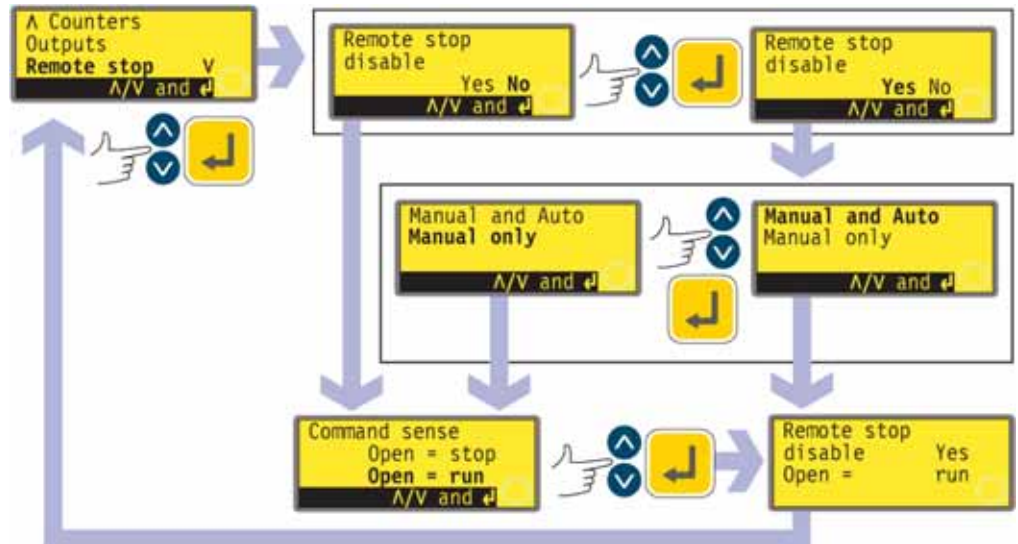 Λ Counters
Outputs
Remote stop V
Λ/V and ↲
Remote stop
disable
Yes No
Λ/V and ↲
Remote stop
disable
Yes No
Λ/V and ↲
Manual and Auto
Manual only
Λ/V and ↲
Manual and Auto
Manual only
Λ/V and ↲
Command sense
Open = stop
Open = run
Λ/V and ↲
Remote stop
disable Yes
Open = run